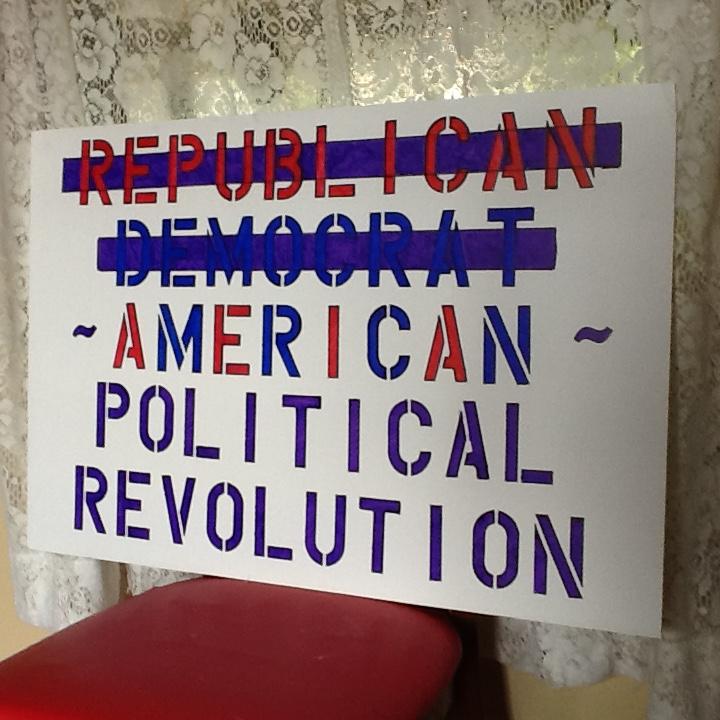 REPUBLICAN
DEMOCRAT
~AMERICAN~
POLITICAL
REVOLUTION